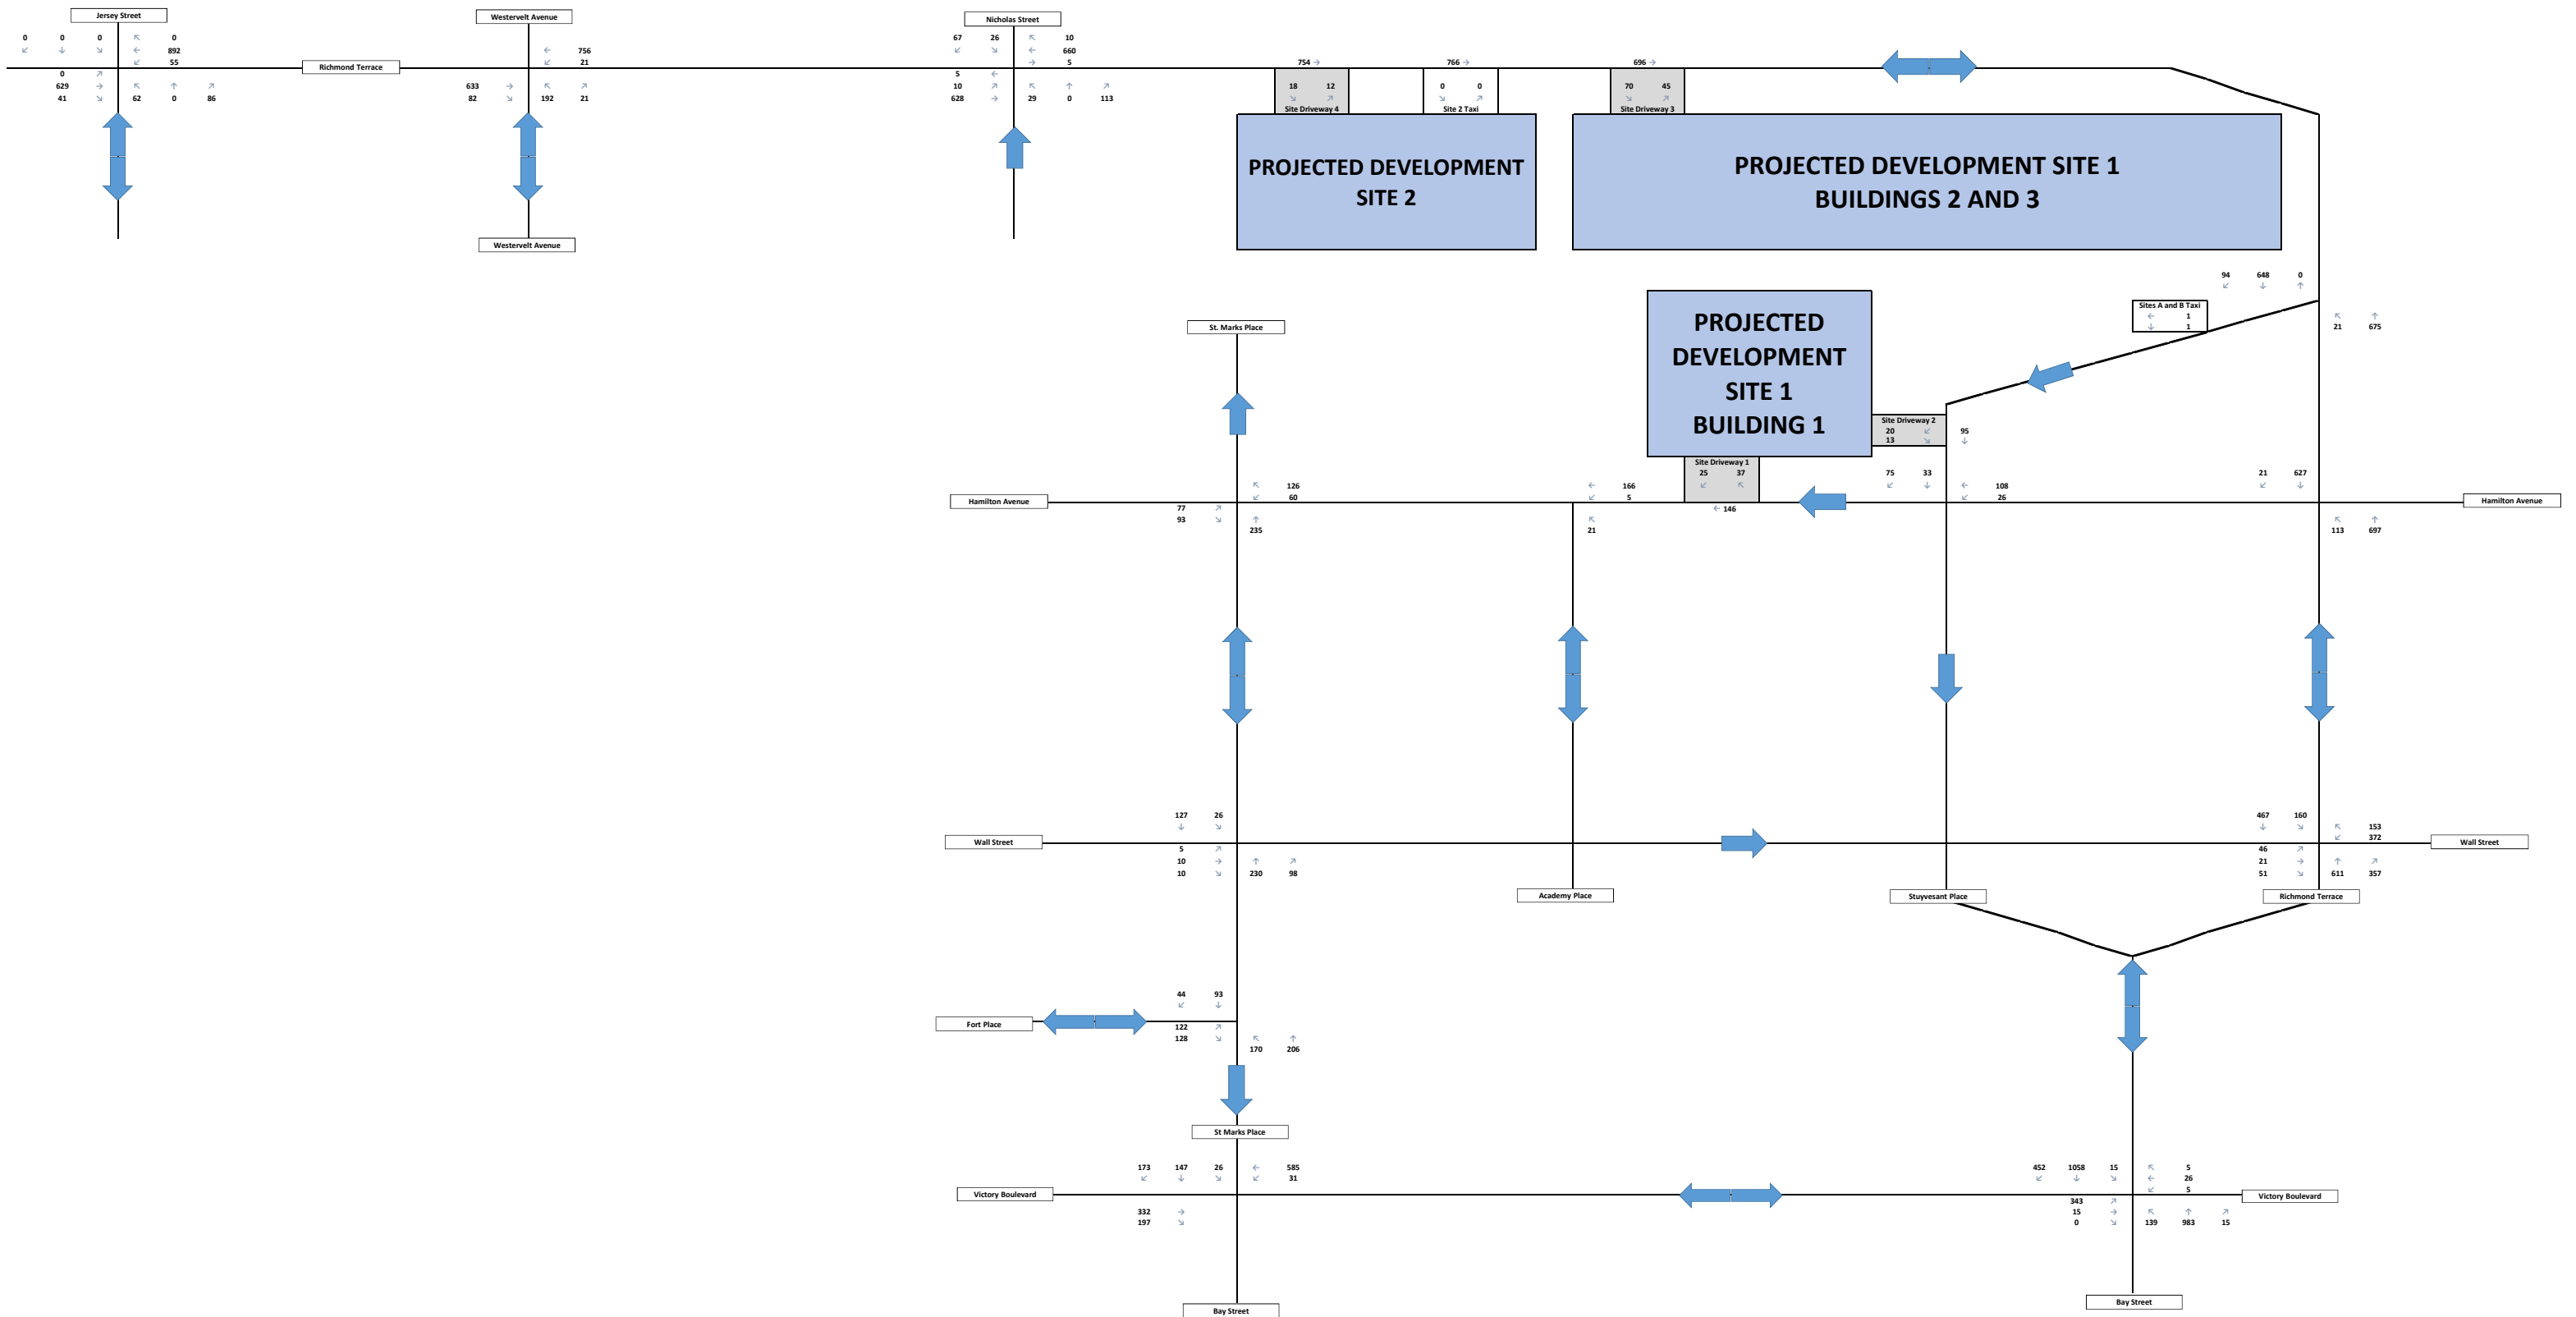 Jersey Street
0 0 0 ↖ 0
↙ ↓ ↘ ← 892
↙ 55
0 ↗
629 → ↖ ↑ ↗
41 ↘ 62 0 86
Richmond Terrace
Westervelt Avenue
← 756
↙ 21
633 → ↖ ↗
82 ↘ 192 21
Westervelt Avenue
Nicholas Street
67 26 ↖ 10
↙ ↘ ← 660
→ 5
5 ←
10 ↗ ↖ ↑ ↗
628 → 29 0 113
754 →
18 12
↘ ↗
Site Driveway 4
766 →
0 0
↘ ↗
Site 2 Taxi
696 →
70 45
↘ ↗
Site Driveway 3
PROJECTED DEVELOPMENT
SITE 2
PROJECTED DEVELOPMENT SITE 1
BUILDINGS 2 AND 3
94 648 0
↙ ↓ ↑
Sites A and B Taxi
← 1
↓ 1
↖ ↑
21 675
St. Marks Place
PROJECTED
DEVELOPMENT
SITE 1
BUILDING 1
Site Driveway 2
20 ↙ 95
13 ↘ ↓
Site Driveway 1
25 37
↙ ↖
← 146
Hamilton Avenue
↖ 126
↙ 60
77 ↗
93 ↘ ↑
235
← 166
↙ 5
↖
21
75 33
↙ ↓ ← 108
↙ 26
21 627
↙ ↓
↖ ↑
113 697
Hamilton Avenue
Wall Street
127 26
↓ ↘
5 ↗
10 → ↑ ↗
10 ↘ 230 98
467 160
↓ ↘ ↖ 153
↙ 372
46 ↗
21 → ↑ ↗
51 ↘ 611 357
Wall Street
Academy Place
Stuyvesant Place
Richmond Terrace
Fort Place
44 93
↙ ↓
122 ↗
128 ↘ ↖ ↑
170 206
St Marks Place
Victory Boulevard
173 147 26 ← 585
↙ ↓ ↘ ↙ 31
332 →
197 ↘
452 1058 15 ↖ 5
↙ ↓ ↘ ← 26
↙ 5
343 ↗
15 → ↖ ↑ ↗
0 ↘ 139 983 15
Victory Boulevard
Bay Street
Bay Street